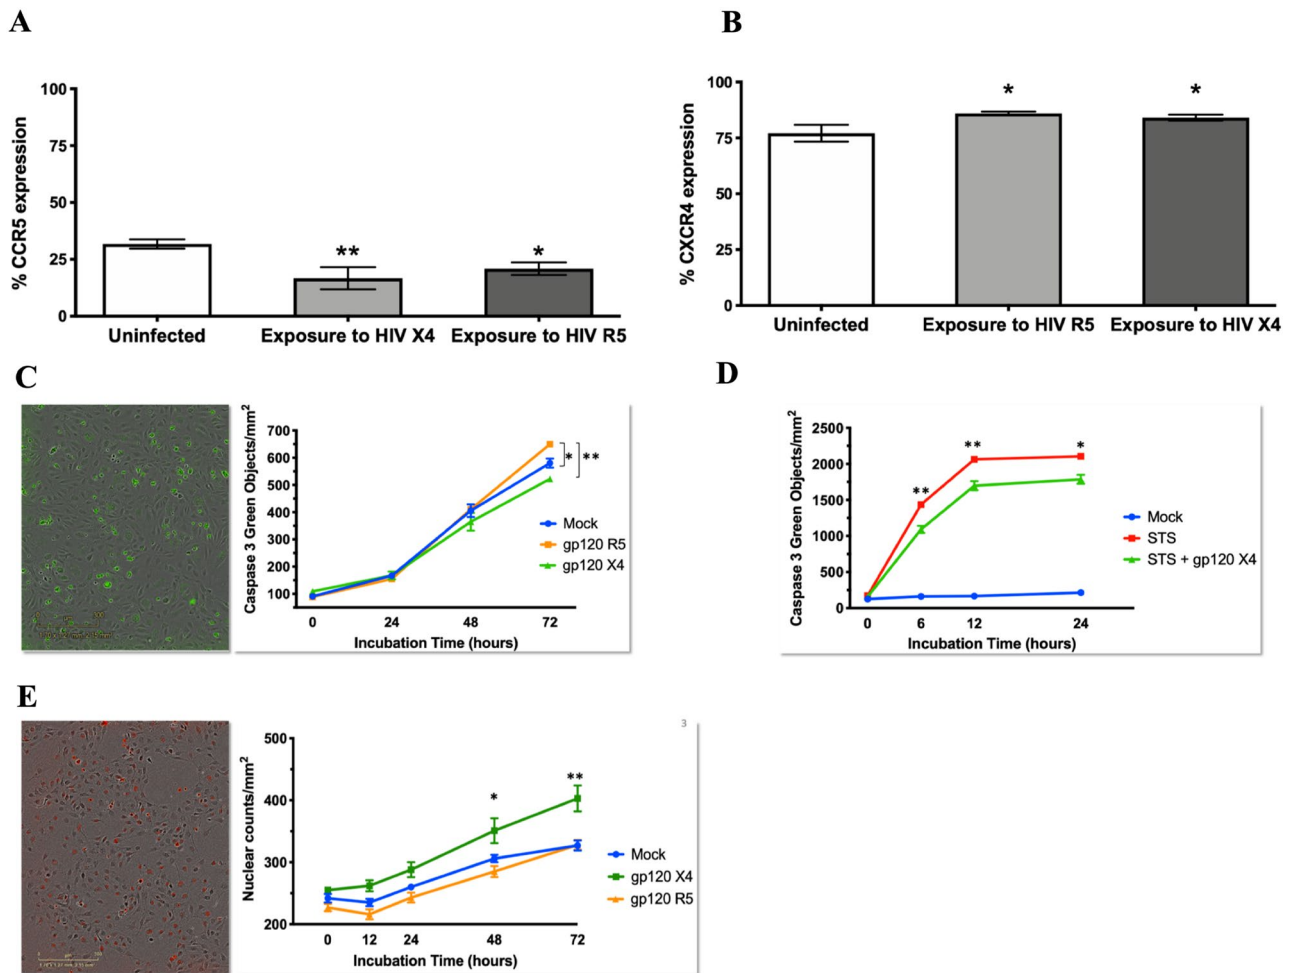 A
% CCR5 expression
100
75
50
25
0
**
*
Uninfected
Exposure to HIV X4
Exposure to HIV R5
B
% CXCR4 expression
100
75
50
25
0
*
*
Uninfected
Exposure to HIV R5
Exposure to HIV X4
C
Caspase 3 Green Objects/mm2
700
600
500
400
300
200
100
0
24
48
72
Incubation Time (hours)
*
**
Mock
gp120 R5
gp120 X4
D
Caspase 3 Green Objects/mm2
2500
2000
1500
1000
500
0
**
**
*
0
6
12
24
Incubation Time (hours)
Mock
STS
STS + gp120 X4
E
3
Nuclear counts/mm2
500
400
300
200
*
**
0
12
24
48
72
Incubation Time (hours)
Mock
gp120 X4
gp120 R5